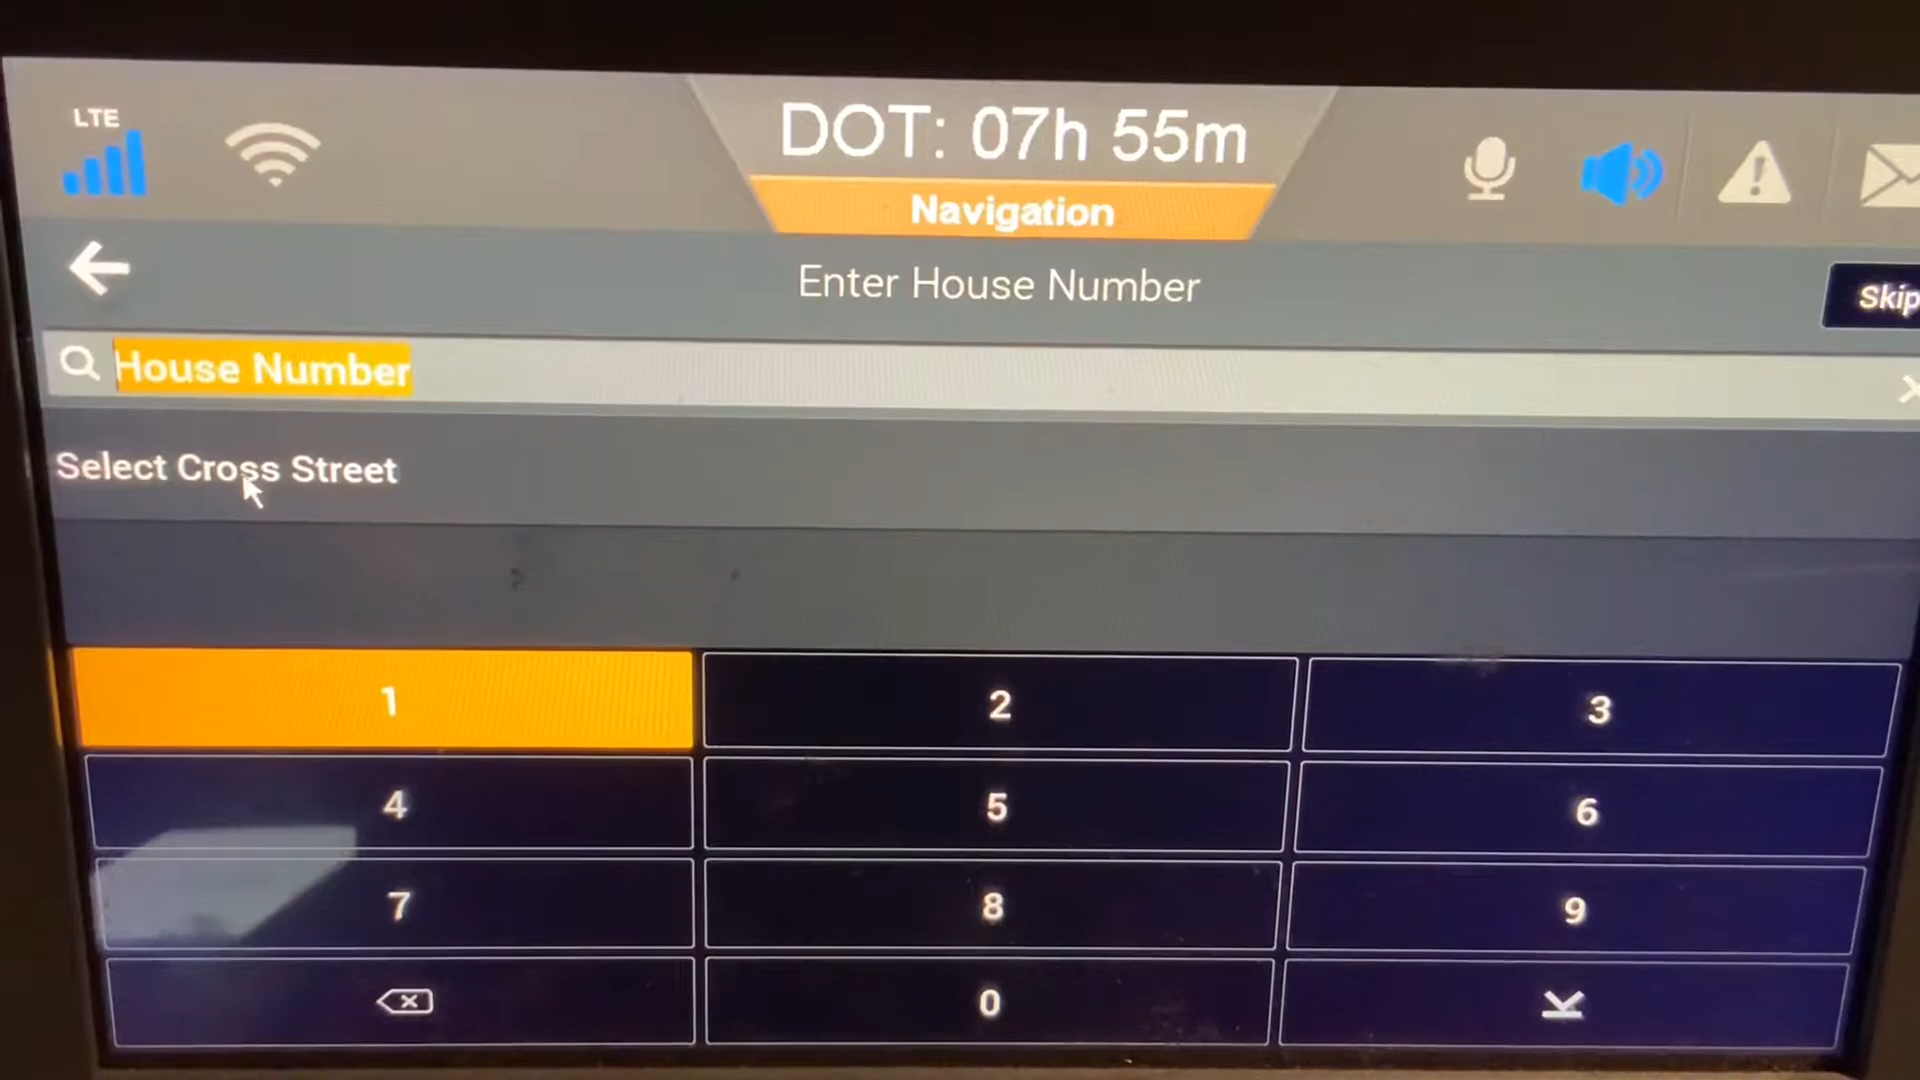 LTE
DOT: 07h 55m
Navigation
Enter House Number
Skip
House Number
Select Cross Street
1
2
3
4
5
6
7
8
9
0